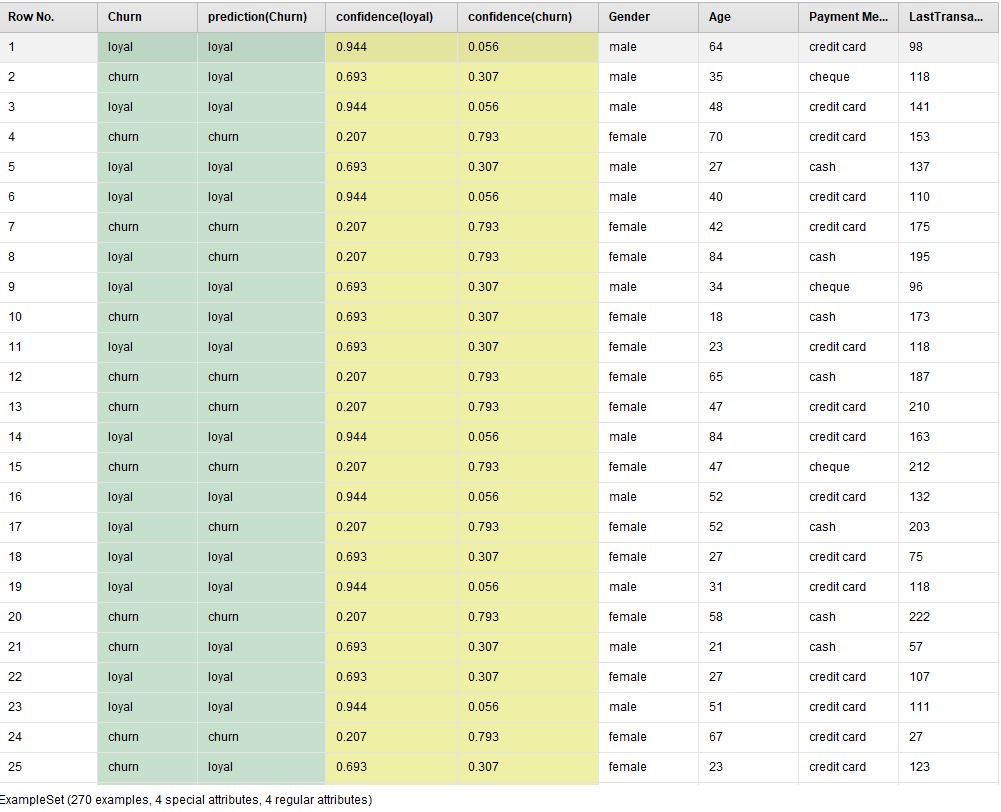 Row No. Churn prediction(Churn) confidence(loyal) confidence(churn) Gender Age Payment Me... LastTransa...
1 loyal loyal 0.944 0.056 male 64 credit card 98
2 churn loyal 0.693 0.307 male 35 cheque 118
3 loyal loyal 0.944 0.056 male 48 credit card 141
4 churn churn 0.207 0.793 female 70 credit card 153
5 loyal loyal 0.693 0.307 male 27 cash 137
6 loyal loyal 0.944 0.056 male 40 credit card 110
7 churn churn 0.207 0.793 female 42 credit card 175
8 loyal churn 0.207 0.793 female 84 cash 195
9 loyal loyal 0.693 0.307 male 34 cheque 96
10 churn loyal 0.693 0.307 female 18 cash 173
11 loyal loyal 0.693 0.307 female 23 credit card 118
12 churn churn 0.207 0.793 female 65 cash 187
13 churn churn 0.207 0.793 female 47 credit card 210
14 loyal loyal 0.944 0.056 male 84 credit card 163
15 churn churn 0.207 0.793 female 47 cheque 212
16 loyal loyal 0.944 0.056 male 52 credit card 132
17 loyal churn 0.207 0.793 female 52 cash 203
18 loyal loyal 0.693 0.307 female 27 credit card 75
19 loyal loyal 0.944 0.056 male 31 credit card 118
20 churn churn 0.207 0.793 female 58 cash 222
21 churn loyal 0.693 0.307 male 21 cash 57
22 loyal loyal 0.693 0.307 female 27 credit card 107
23 loyal loyal 0.944 0.056 male 51 credit card 111
24 churn churn 0.207 0.793 female 67 credit card 27
25 churn loyal 0.693 0.307 female 23 credit card 123
ExampleSet (270 examples, 4 special attributes, 4 regular attributes)